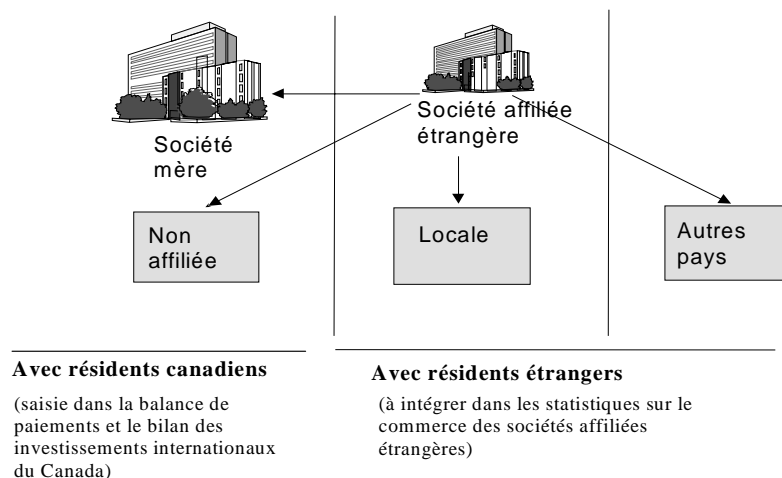 Société
mère
Société affiliée
étrangère
Non
affiliée
Locale
Autres
pays
Avec résidents canadiens
(saisie dans la balance de
paiements et le bilan des
investissements internationaux
du Canada)
Avec résidents étrangers
(à intégrer dans les statistiques sur le
commerce des sociétés affiliées
étrangères)